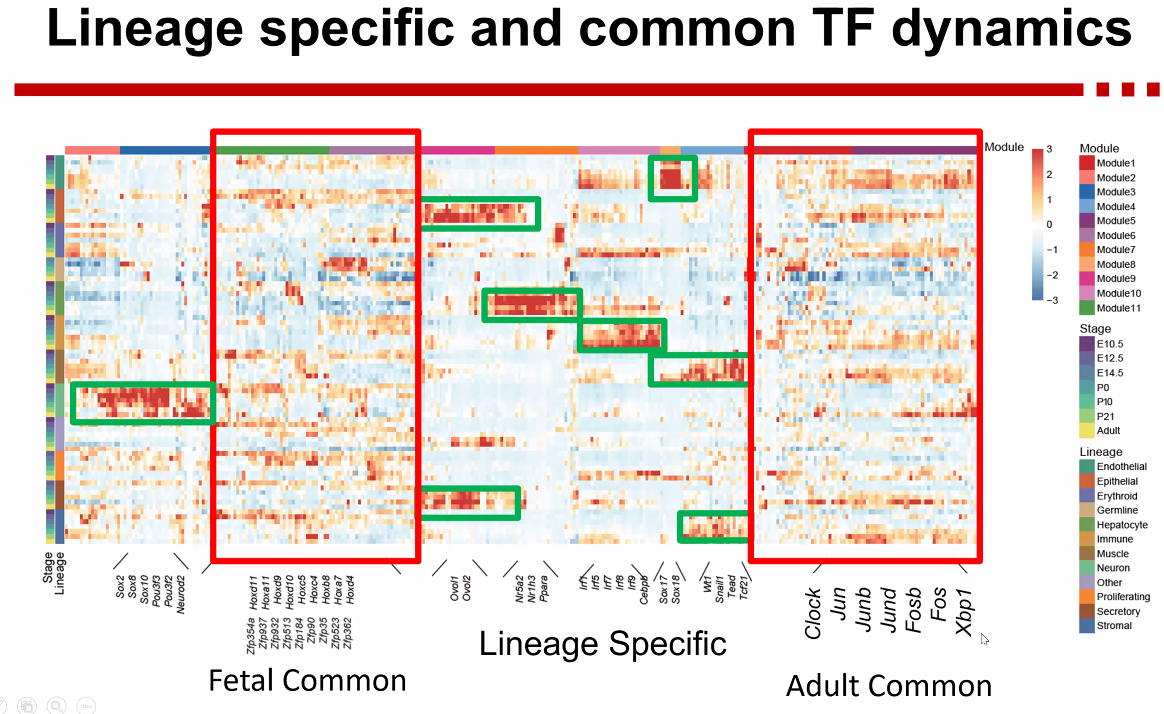 Lineage specific and common TF dynamics
Module
3
2
1
0
−1
−2
−3
Module
Module1
Module2
Module3
Module4
Module5
Module6
Module7
Module8
Module9
Module10
Module11
Stage
E10.5
E12.5
E14.5
P0
P10
P21
Adult
Lineage
Endothelial
Epithelial
Erythroid
Germline
Hepatocyte
Immune
Muscle
Neuron
Other
Proliferating
Secretory
Stromal
Stage
Lineage
Sox2
Sox8
Sox10
Pou3f3
Pou3f2
Neurod2
Zfp354a Hoxd11
Zfp937 Hoxa11
Zfp932 Hoxd9
Zfp513 Hoxd10
Zfp184 Hoxc5
Zfp90 Hoxc4
Zfp35 Hoxb8
Zfp523 Hoxa7
Zfp362 Hoxd4
Ovol1
Ovol2
Nr5a2
Nr1h3
Ppara
Irf1
Irf5
Irf7
Irf8
Irf9
Cebpb
Sox17
Sox18
Wt1
Snail1
Tead
Tcf21
Clock
Jun
Junb
Jund
Fosb
Fos
Xbp1
Lineage Specific
Fetal Common
Adult Common